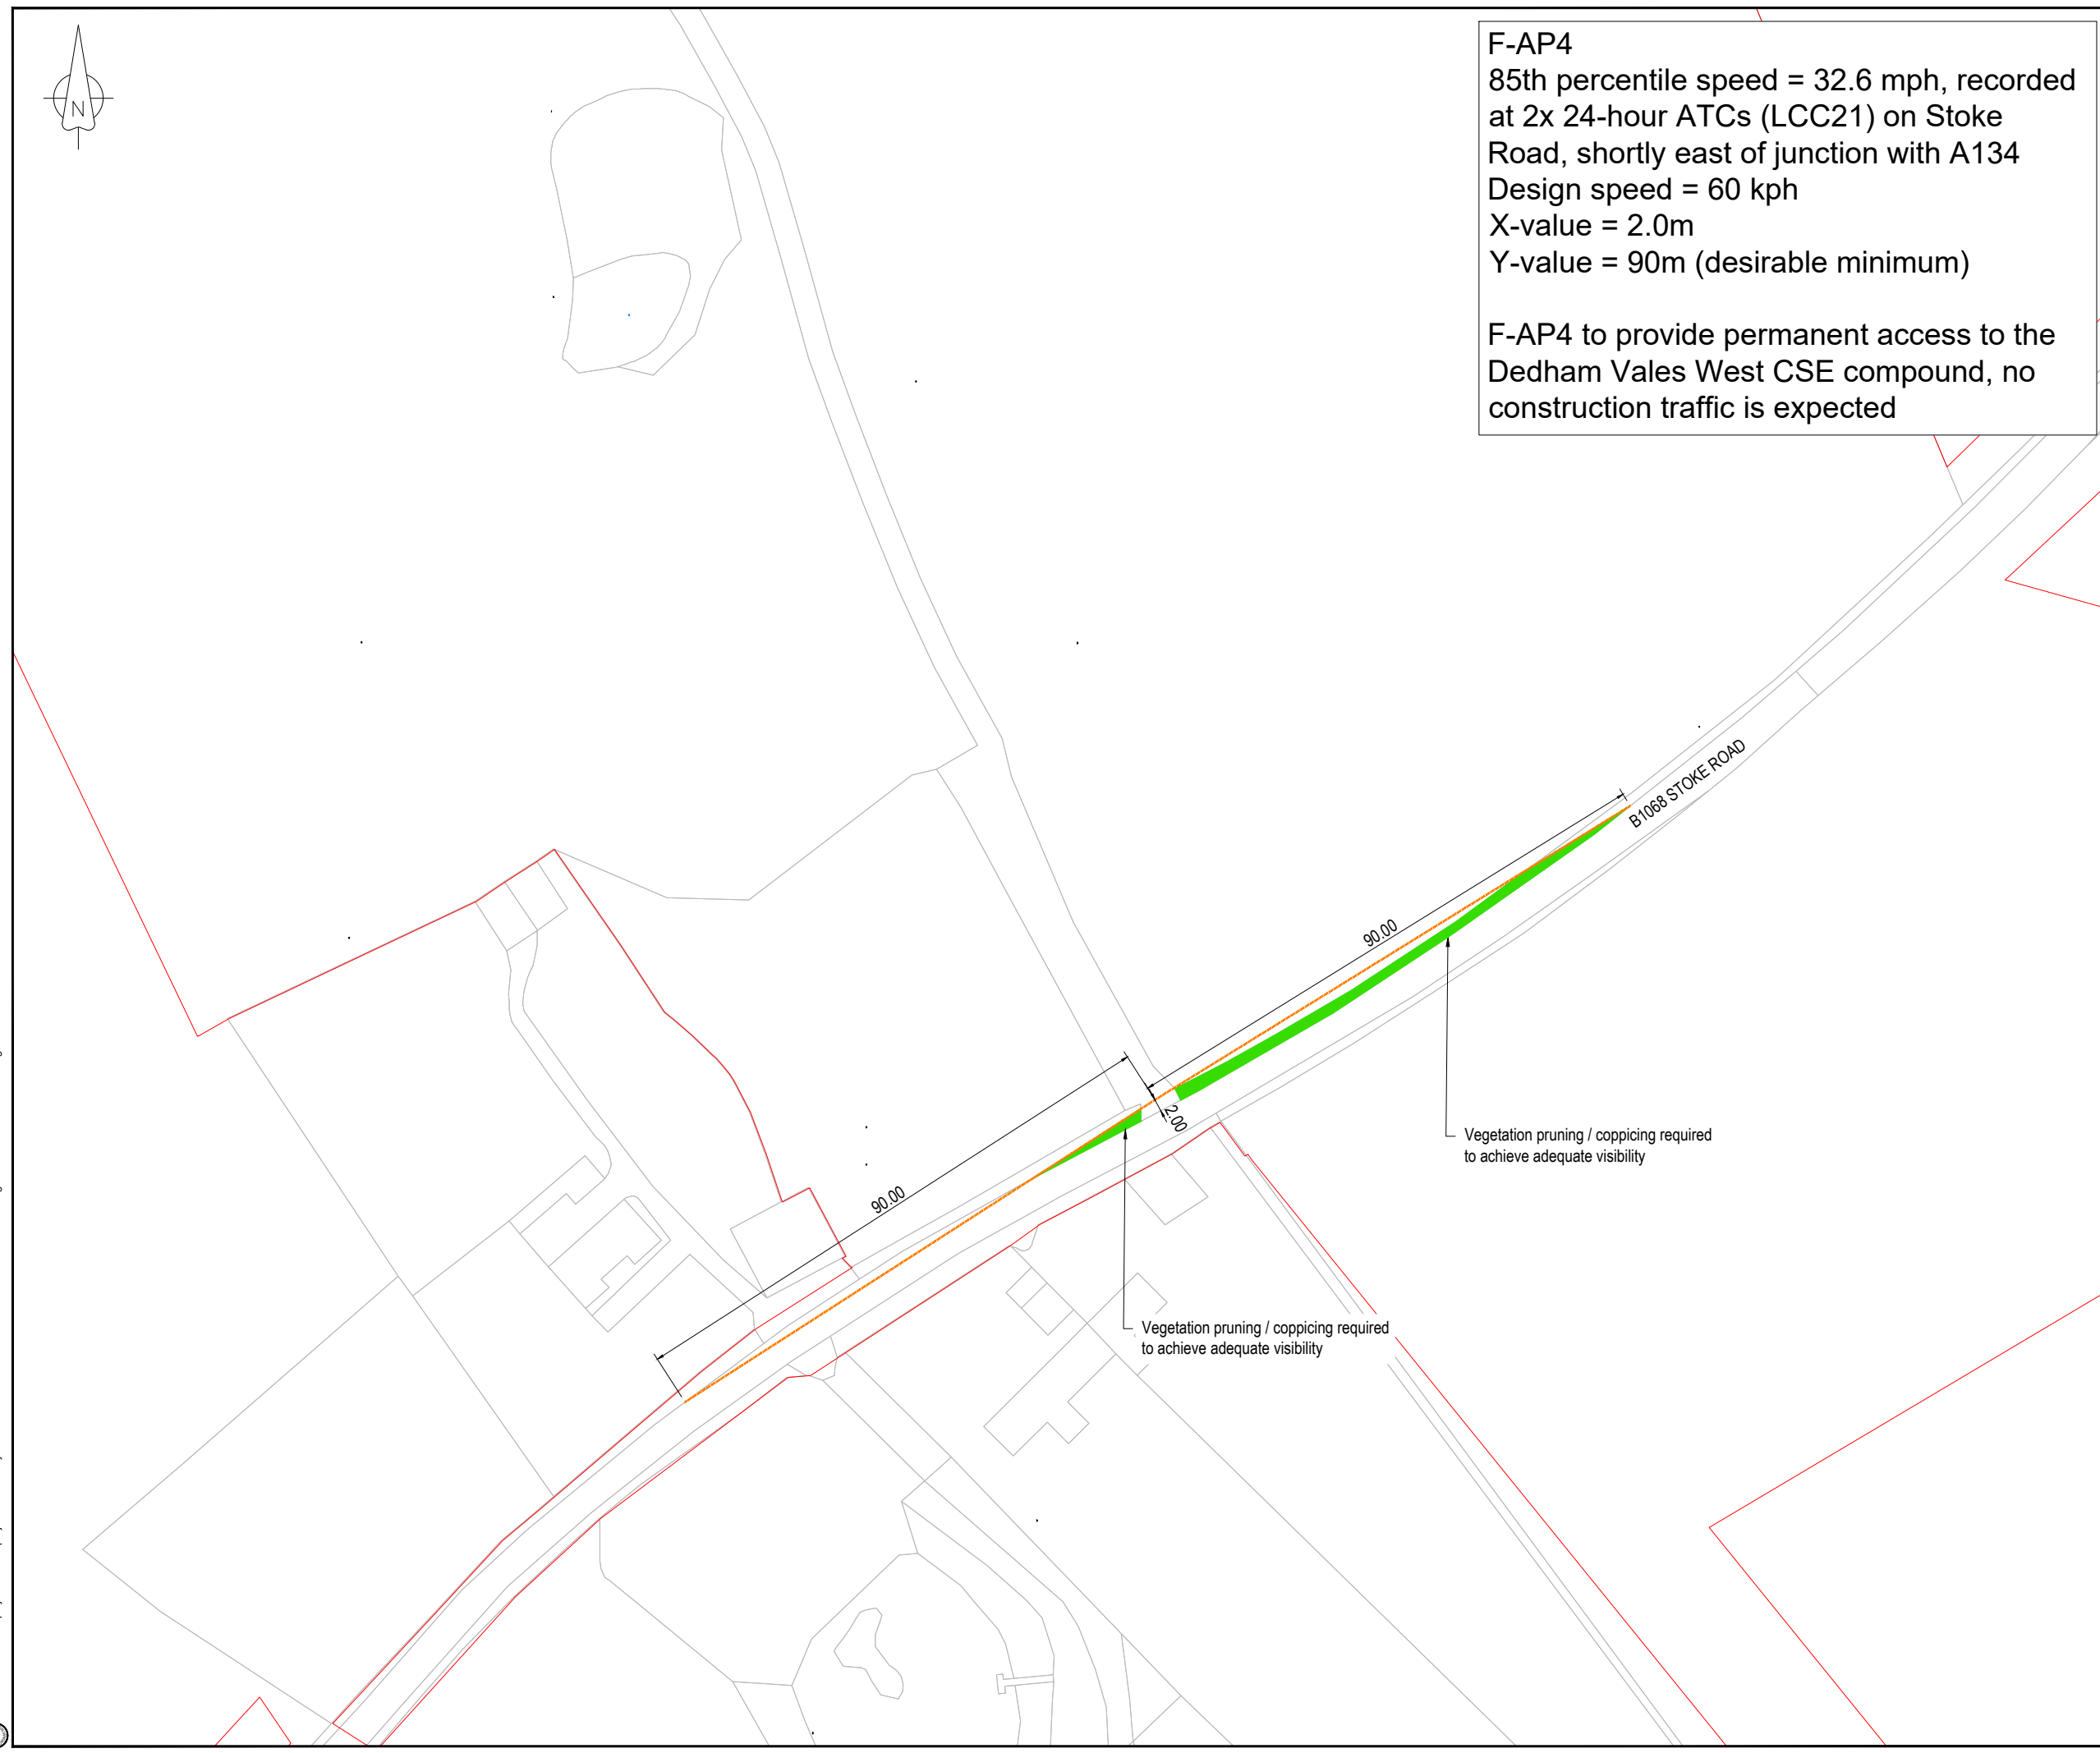 N
F-AP4
85th percentile speed = 32.6 mph, recorded
at 2x 24-hour ATCs (LCC21) on Stoke
Road, shortly east of junction with A134
Design speed = 60 kph
X-value = 2.0m
Y-value = 90m (desirable minimum)
F-AP4 to provide permanent access to the
Dedham Vales West CSE compound, no
construction traffic is expected
B1068 STOKE ROAD
90.00
2.00
Vegetation pruning / coppicing required
to achieve adequate visibility
90.00
Vegetation pruning / coppicing required
to achieve adequate visibility